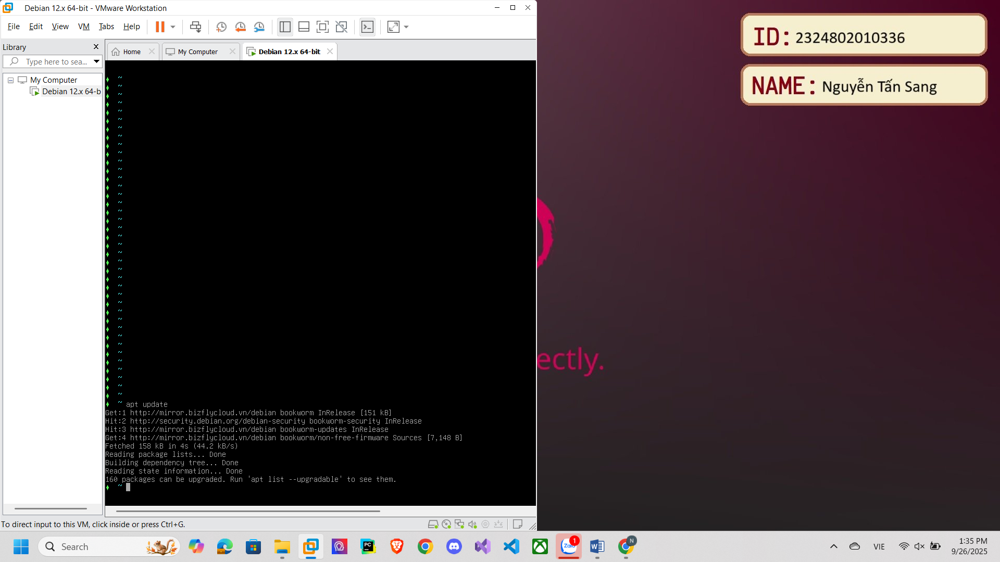 Debian 12.x 64-bit - VMware Workstation
File Edit View VM Tabs Help
Library
Type here to sea...
My Computer
Debian 12.x 64-b
Home
My Computer
Debian 12.x 64-bit
~ apt update
Get:1 http://mirror.bizflycloud.vn/debian bookworm InRelease [151 kB]
Hit:2 http://security.debian.org/debian-security bookworm-security InRelease
Hit:3 http://mirror.bizflycloud.vn/debian bookworm-updates InRelease
Get:4 http://mirror.bizflycloud.vn/debian bookworm/non-free-firmware Sources [7,148 B]
Fetched 158 kB in 4s (44.2 kB/s)
Reading package lists... Done
Building dependency tree... Done
Reading state information... Done
160 packages can be upgraded. Run 'apt list --upgradable' to see them.
~
To direct input to this VM, click inside or press Ctrl+G.
ID: 2324802010336
NAME: Nguyễn Tấn Sang
ectly.
Search
PC
Zalo
1
N
VIE
1:35 PM
9/26/2025